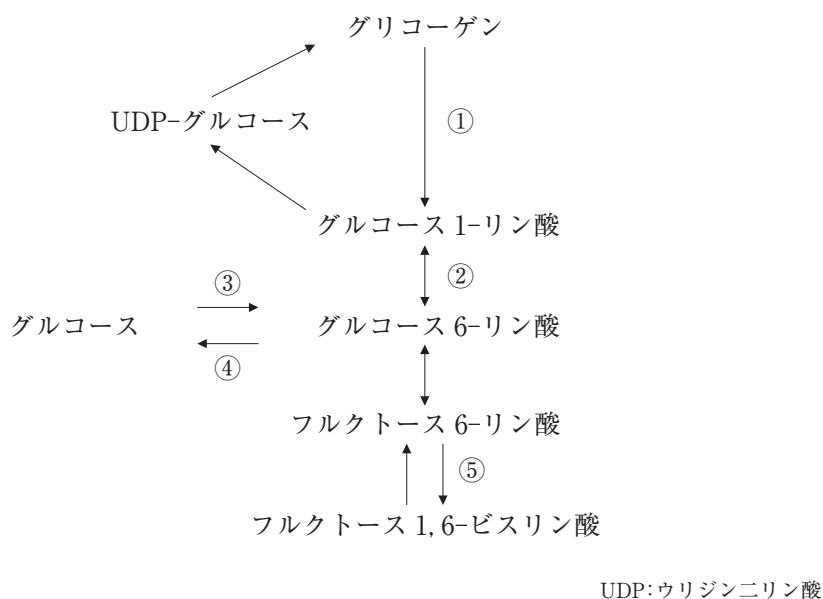 グリコーゲン
UDP-グルコース
①
グルコース 1-リン酸
②
③
グルコース
グルコース 6-リン酸
④
フルクトース 6-リン酸
⑤
フルクトース 1, 6-ビスリン酸
UDP:ウリジン二リン酸